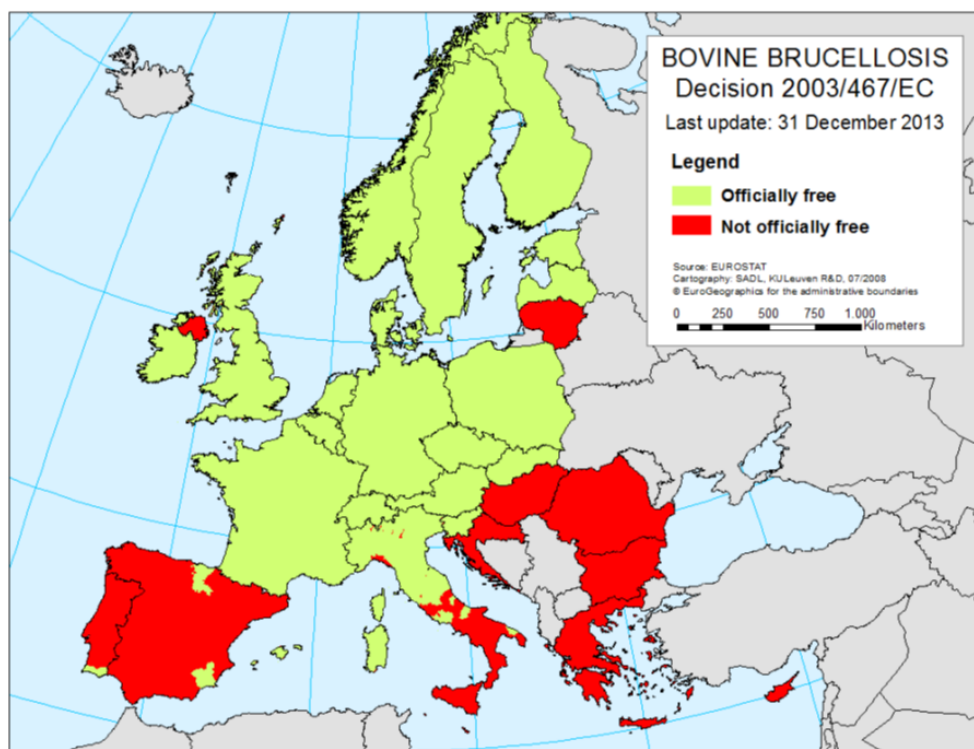 BOVINE BRUCELLOSIS
Decision 2003/467/EC
Last update: 31 December 2013
Legend
Officially free
Not officially free
Source: EUROSTAT
Cartography: SADL, KULeuven R&D, 07/2008
© EuroGeographics for the administrative boundaries
0 250 500 750 1.000
Kilometers